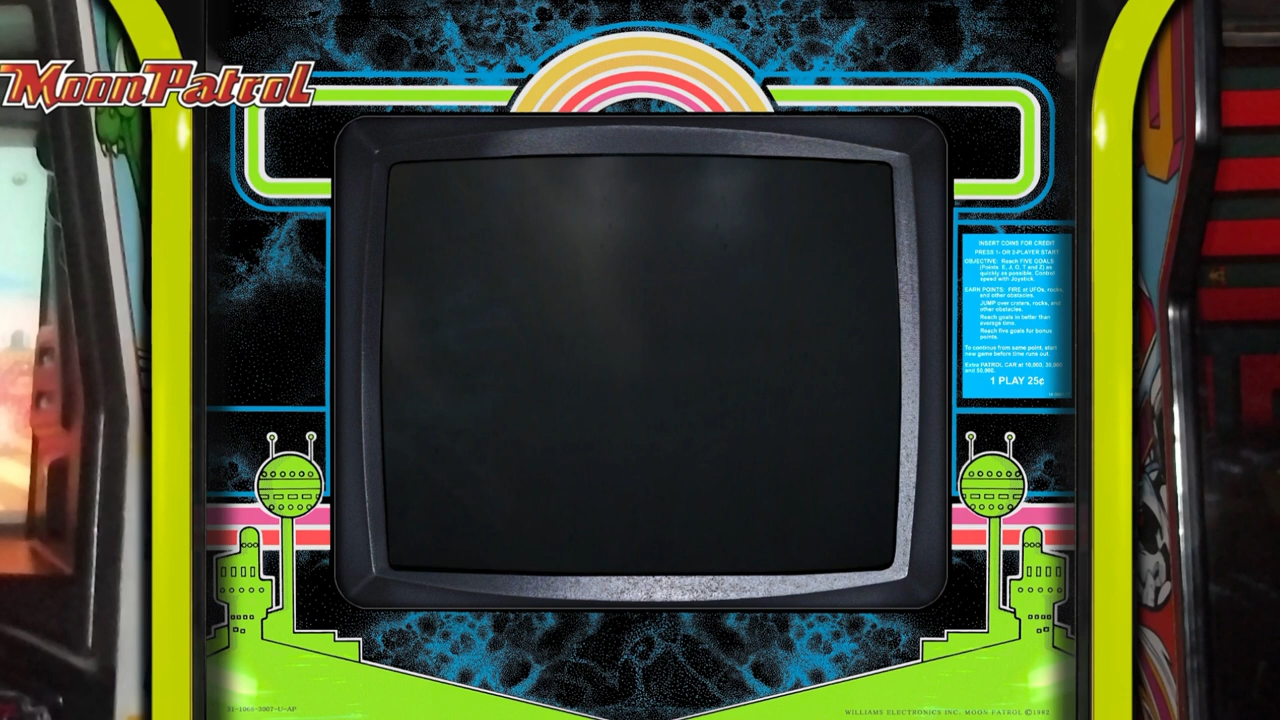 Moon Patrol
INSERT COINS FOR CREDIT
PRESS 1- OR 2-PLAYER START
OBJECTIVE: Reach FIVE GOALS
(Points E, J, O, T and Z) as
quickly as possible. Control
speed with Joystick.
EARN POINTS: FIRE at UFOs, rocks
and other obstacles.
JUMP over craters, rocks, and
other obstacles.
Reach goals in better than
average time.
Reach five goals for bonus
points.
To continue from same point, start
new game before time runs out.
Extra PATROL CAR at 10,000, 30,000
and 50,000.
1 PLAY 25¢
WILLIAMS ELECTRONICS INC. MOON PATROL ©1982